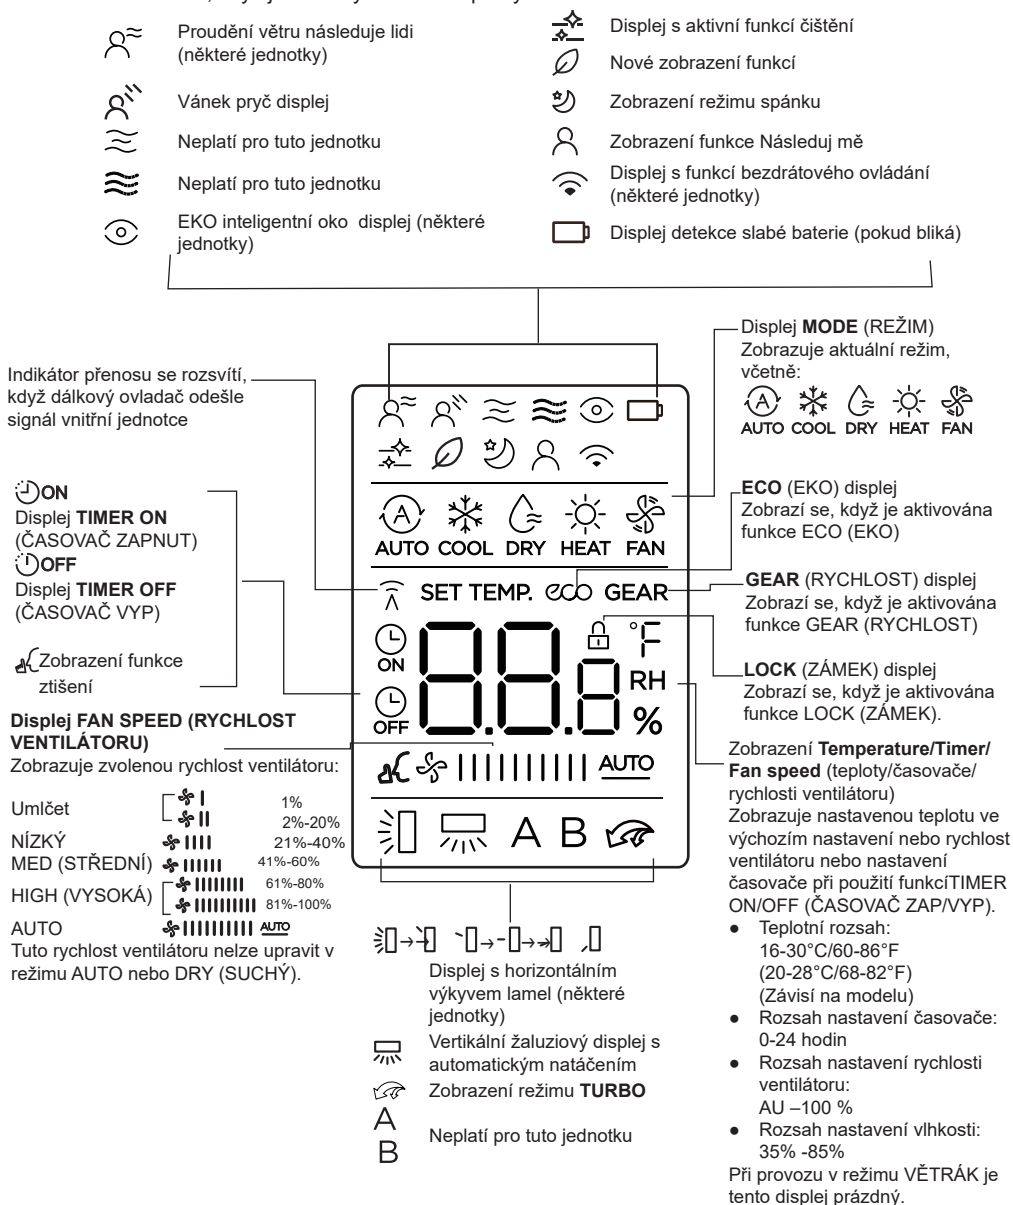 Proudění větru následuje lidi
(některé jednotky)
Vánek pryč displej
Neplatí pro tuto jednotku
Neplatí pro tuto jednotku
EKO inteligentní oko displej (některé
jednotky)
Displej s aktivní funkcí čištění
Nové zobrazení funkcí
Zobrazení režimu spánku
Zobrazení funkce Následuj mě
Displej s funkcí bezdrátového ovládání
(některé jednotky)
Displej detekce slabé baterie (pokud bliká)
Indikátor přenosu se rozsvítí,
když dálkový ovladač odešle
signál vnitřní jednotce
ON
Displej TIMER ON
(ČASOVAČ ZAPNUT)
OFF
Displej TIMER OFF
(ČASOVAČ VYP)
Zobrazení funkce
ztišení
Displej FAN SPEED (RYCHLOST
VENTILÁTORU)
Zobrazuje zvolenou rychlost ventilátoru:
Umlčet
1%
2%-20%
NÍZKÝ 21%-40%
MED (STŘEDNÍ) 41%-60%
HIGH (VYSOKÁ)
61%-80%
81%-100%
AUTO AUTO
Tuto rychlost ventilátoru nelze upravit v
režimu AUTO nebo DRY (SUCHÝ).
A
AUTO COOL DRY HEAT FAN
SET TEMP. eco GEAR
ON
OFF
88.8
°F
RH
%
AUTO
A B
Displej s horizontálním
výkyvem lamel (některé
jednotky)
Vertikální žaluziový displej s
automatickým natáčením
Zobrazení režimu TURBO
A
B
Neplatí pro tuto jednotku
Displej MODE (REŽIM)
Zobrazuje aktuální režim,
včetně:
A
AUTO COOL DRY HEAT FAN
ECO (EKO) displej
Zobrazí se, když je aktivována
funkce ECO (EKO)
GEAR (RYCHLOST) displej
Zobrazí se, když je aktivována
funkce GEAR (RYCHLOST)
LOCK (ZÁMEK) displej
Zobrazí se, když je aktivována
funkce LOCK (ZÁMEK).
Zobrazení Temperature/Timer/
Fan speed (teploty/časovače/
rychlosti ventilátoru)
Zobrazuje nastavenou teplotu ve
výchozím nastavení nebo rychlost
ventilátoru nebo nastavení
časovače při použití funkcíTIMER
ON/OFF (ČASOVAČ ZAP/VYP).
● Teplotní rozsah:
16-30°C/60-86°F
(20-28°C/68-82°F)
(Závisí na modelu)
● Rozsah nastavení časovače:
0-24 hodin
● Rozsah nastavení rychlosti
ventilátoru:
AU –100 %
● Rozsah nastavení vlhkosti:
35% -85%
Při provozu v režimu VĚTRÁK je
tento displej prázdný.